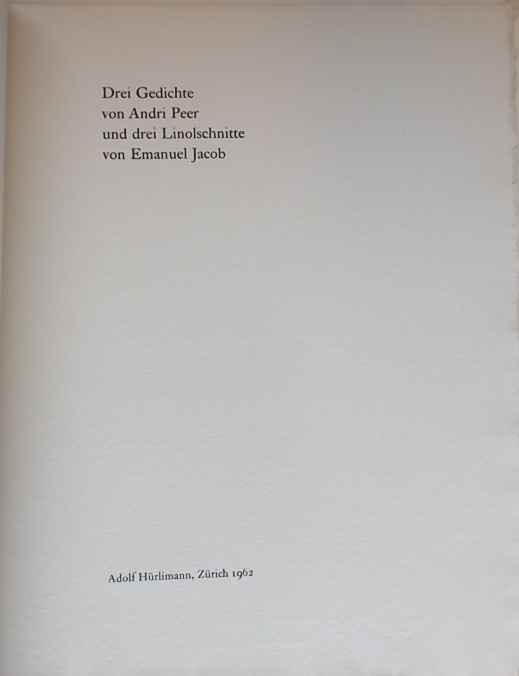 Drei Gedichte
von Andri Peer
und drei Linolschnitte
von Emanuel Jacob
Adolf Hürlimann, Zürich 1962